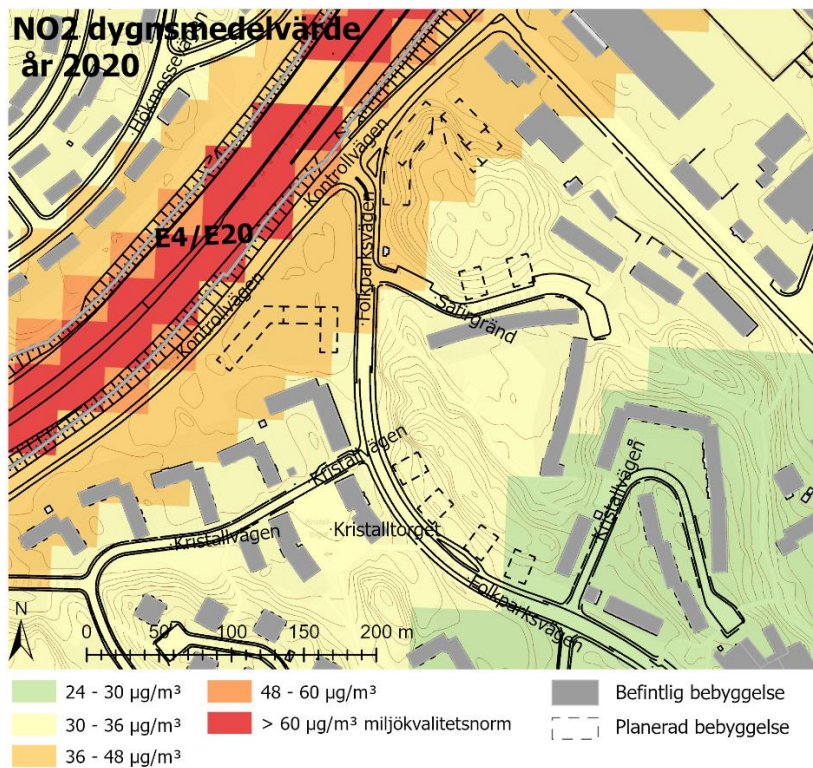 NO2 dygnsmedelvärde
år 2020
Hökmossevägen
Kontrollvägen
E4/E20
Folkparksvägen
Kontrollvägen
Safirgränd
Kristallvägen
Kristallvägen
Kristallvägen
Kristalltorget
Folkparksvägen
N
0 50 100 200 m
24 - 30 µg/m³
30 - 36 µg/m³
36 - 48 µg/m³
48 - 60 µg/m³
> 60 µg/m³ miljökvalitetsnorm
Befintlig bebyggelse
Planerad bebyggelse